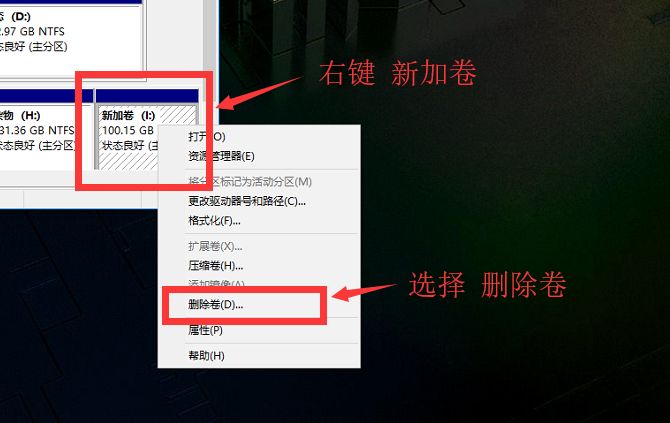 态 (D:)
2.97 GB NTFS
态良好 (主分区)
杂物 (H:)
31.36 GB NTFS
状态良好 (主分区)
新加卷 (I:)
100.15 GB
状态良好 (主
右键 新加卷
打开(O)
资源管理器(E)
将分区标记为活动分区(M)
更改驱动器号和路径(C)...
格式化(F)...
扩展卷(X)...
压缩卷(H)...
添加镜像(A)...
删除卷(D)...
属性(P)
帮助(H)
选择 删除卷